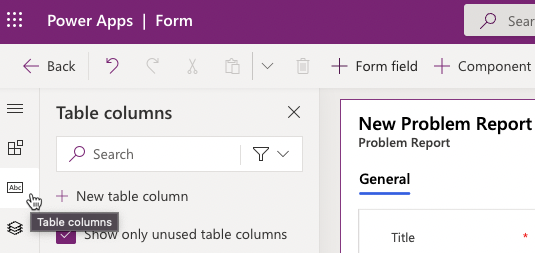 Power Apps | Form
Sear
Back
Form field
Component
Table columns
Search
Abc
New table column
Table columns
Show only unused table columns
New Problem Report
Problem Report
General
Title *